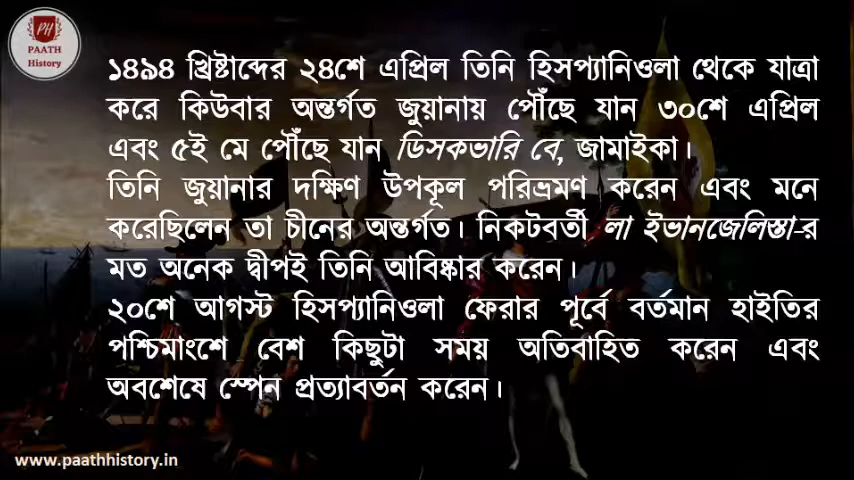 PH
PAATH
History
১৪৯৪ খ্রিষ্টাব্দের ২৪শে এপ্রিল তিনি হিসপ্যানিওলা থেকে যাত্রা
করে কিউবার অন্তর্গত জুয়ানায় পৌঁছে যান ৩০শে এপ্রিল
এবং ৫ই মে পৌঁছে যান ডিসকভারি বে, জামাইকা।
তিনি জুয়ানার দক্ষিণ উপকূল পরিভ্রমণ করেন এবং মনে
করেছিলেন তা চীনের অন্তর্গত। নিকটবর্তী লা ইভানজেলিস্তা-র
মত অনেক দ্বীপই তিনি আবিষ্কার করেন।
২০শে আগস্ট হিসপ্যানিওলা ফেরার পূর্বে বর্তমান হাইতির
পশ্চিমাংশে বেশ কিছুটা সময় অতিবাহিত করেন এবং
অবশেষে স্পেন প্রত্যাবর্তন করেন।
www.paathhistory.in